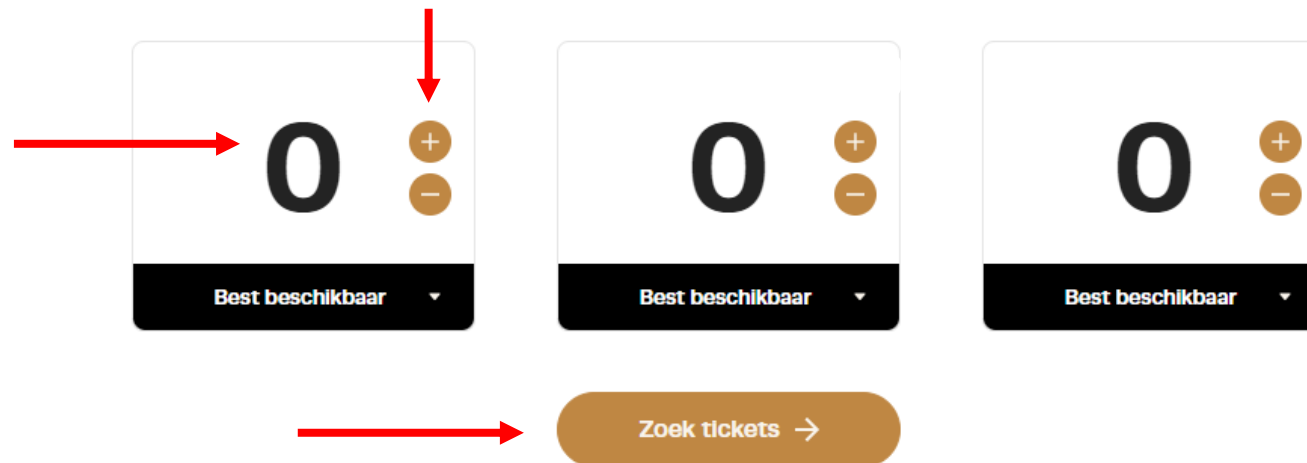 0 + 0 + 0 +
− − −
Best beschikbaar Best beschikbaar Best beschikbaar
Zoek tickets →